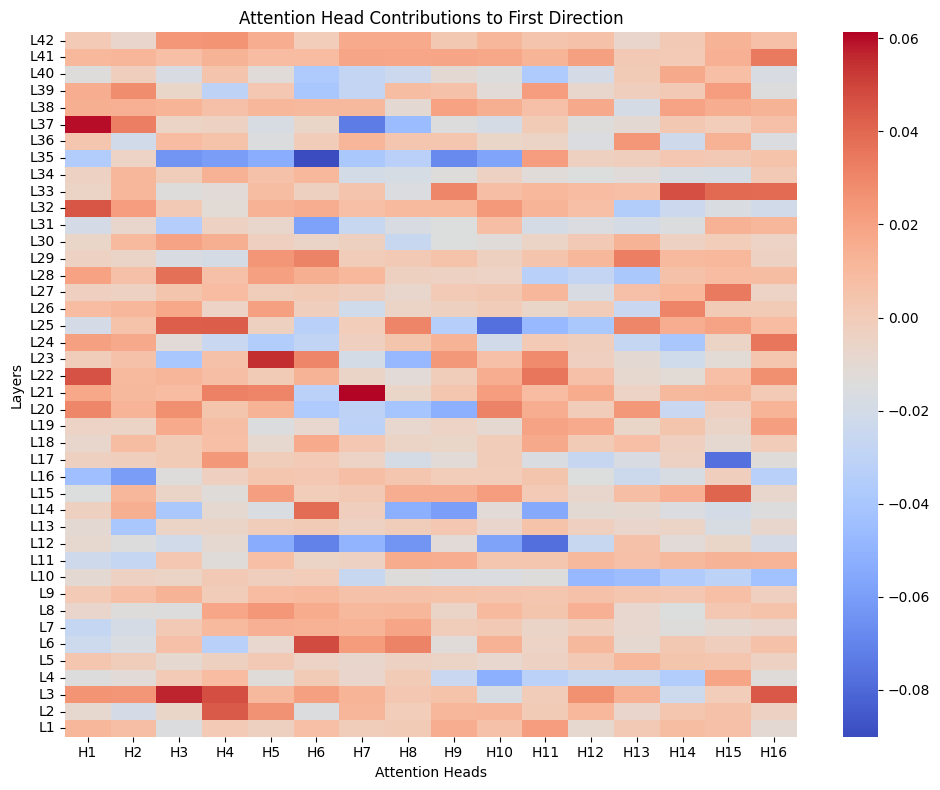 Attention Head Contributions to First Direction
L42
L41
L40
L39
L38
L37
L36
L35
L34
L33
L32
L31
L30
L29
L28
L27
L26
L25
L24
L23
L22
L21
L20
L19
L18
L17
L16
L15
L14
L13
L12
L11
L10
L9
L8
L7
L6
L5
L4
L3
L2
L1
Layers
H1 H2 H3 H4 H5 H6 H7 H8 H9 H10 H11 H12 H13 H14 H15 H16
Attention Heads
0.06
0.04
0.02
0.00
−0.02
−0.04
−0.06
−0.08